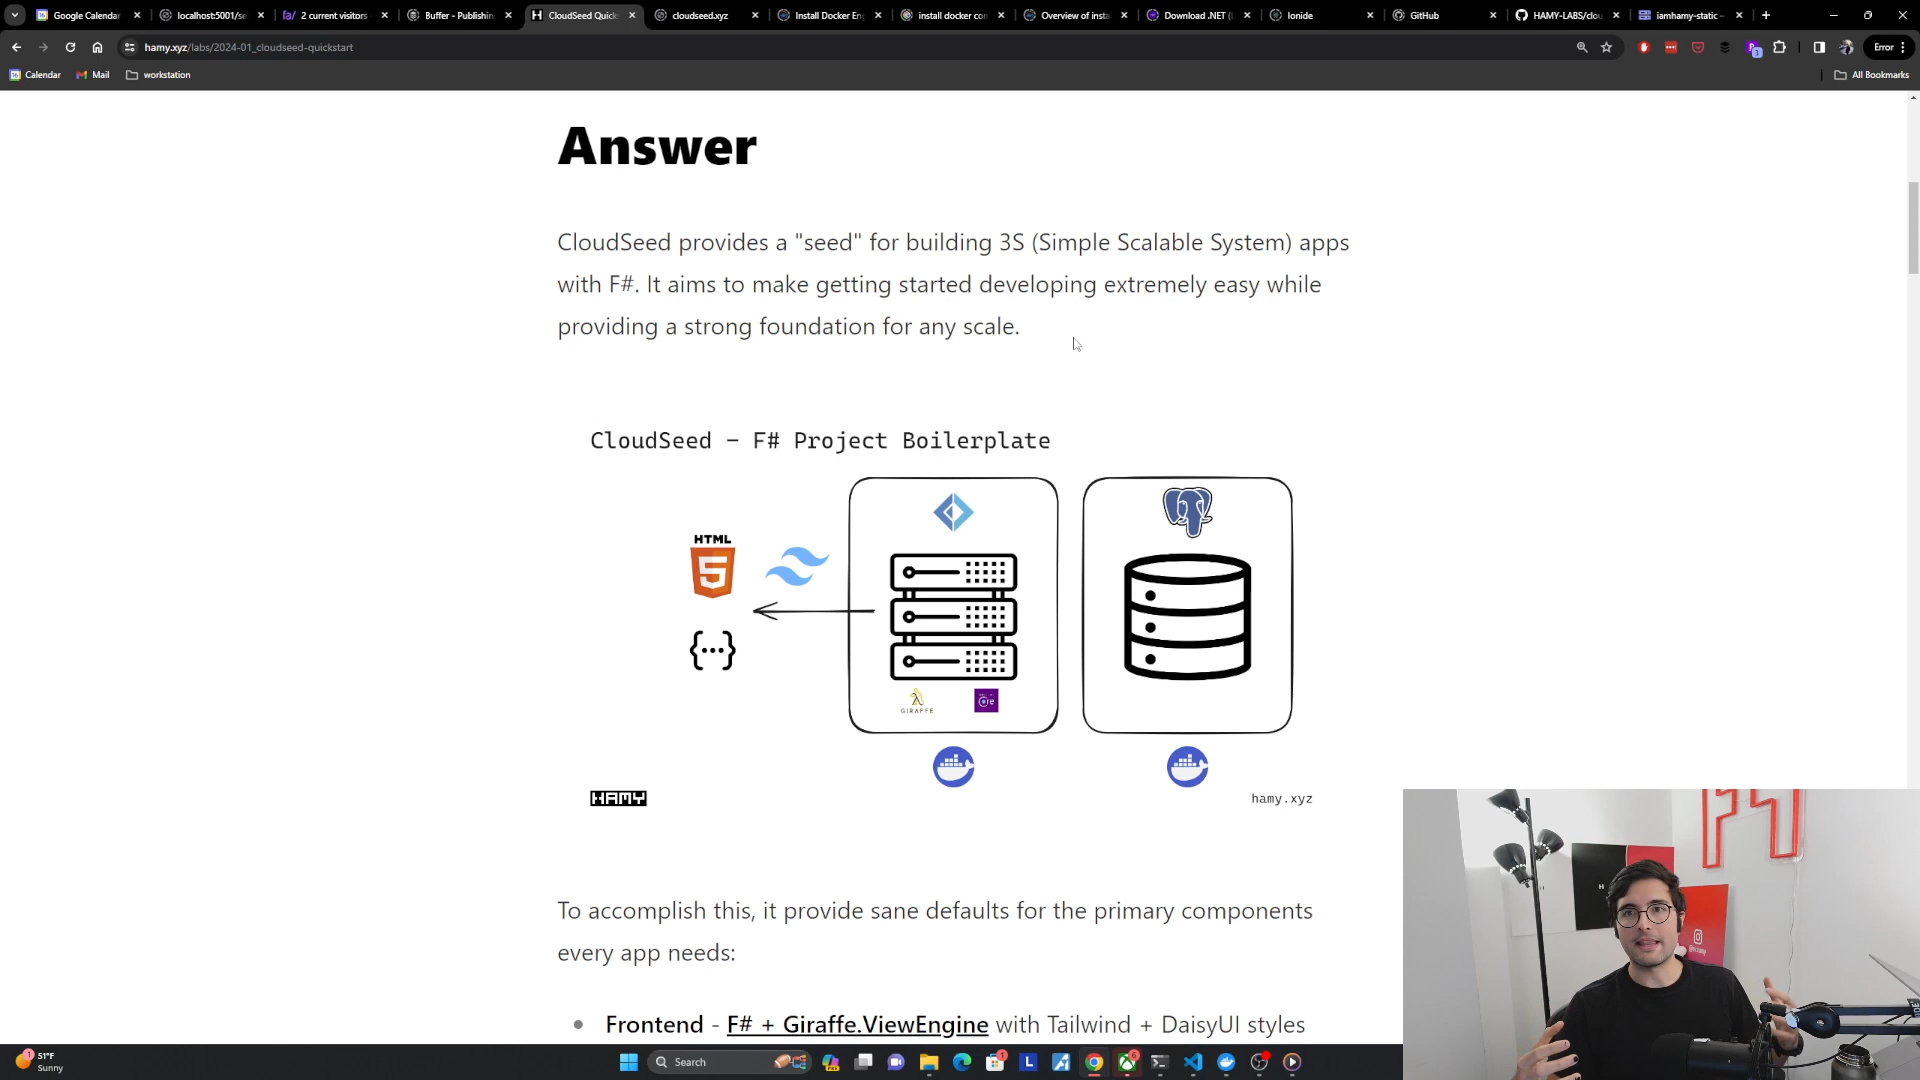 Google Calendar
localhost:5001/se
2 current visitors
Buffer - Publishin
CloudSeed Quick
cloudseed.xyz
Install Docker En
install docker co
Overview of insta
Download .NET (
Ionide
GitHub
HAMY-LABS/clou
iamhamy-static –
hamy.xyz/labs/2024-01_cloudseed-quickstart
Error
Calendar
Mail
workstation
All Bookmarks
Answer
CloudSeed provides a "seed" for building 3S (Simple Scalable System) apps
with F#. It aims to make getting started developing extremely easy while
providing a strong foundation for any scale.
CloudSeed - F# Project Boilerplate
HTML
5
{...}
GIRAFFE
Core
HAMY
hamy.xyz
To accomplish this, it provide sane defaults for the primary components
every app needs:
Frontend - F# + Giraffe.ViewEngine with Tailwind + DaisyUI styles
51°F
Sunny
Search